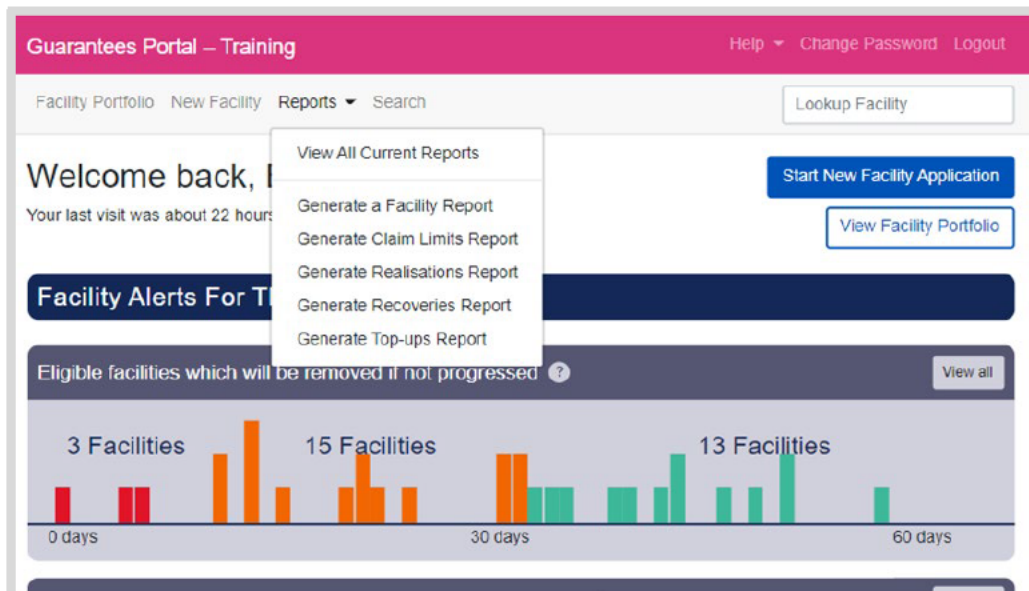 Guarantees Portal – Training
Help Change Password Logout
Facility Portfolio New Facility Reports Search
Lookup Facility
View All Current Reports
Generate a Facility Report
Generate Claim Limits Report
Generate Realisations Report
Generate Recoveries Report
Generate Top-ups Report
Welcome back,
Your last visit was about 22 hours
Start New Facility Application
View Facility Portfolio
Facility Alerts For
Eligible facilities which will be removed if not progressed ?
View all
3 Facilities 15 Facilities 13 Facilities
0 days 30 days 60 days